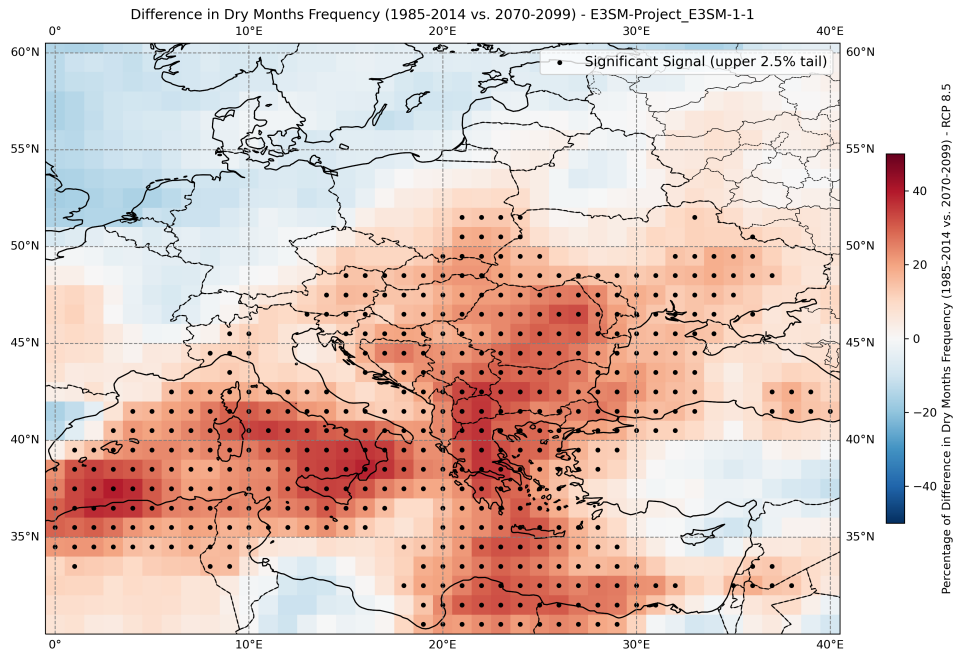 Difference in Dry Months Frequency (1985-2014 vs. 2070-2099) - E3SM-Project_E3SM-1-1
0° 10°E 20°E 30°E 40°E
60°N 60°N
Significant Signal (upper 2.5% tail)
55°N 55°N
50°N 50°N
45°N 45°N
40°N 40°N
35°N 35°N
0° 10°E 20°E 30°E 40°E
40
20
0
−20
−40
Percentage of Difference in Dry Months Frequency (1985-2014 vs. 2070-2099) - RCP 8.5